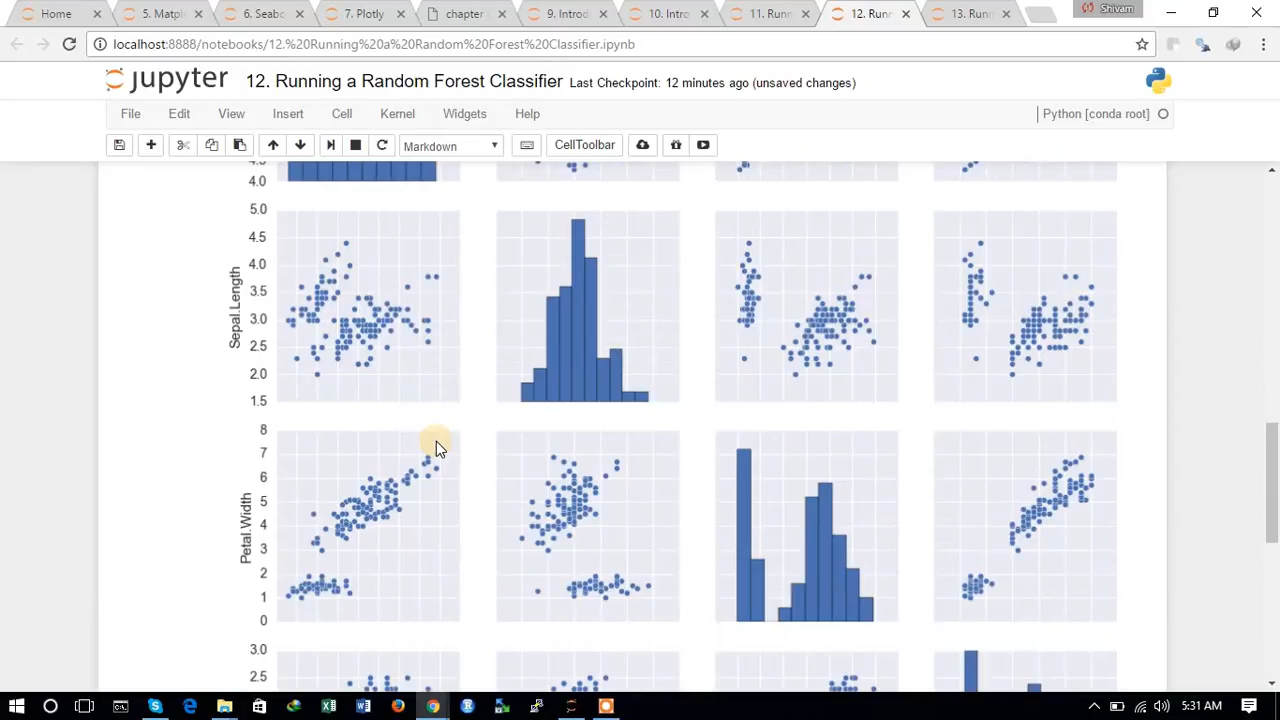 Home
5. Matpl
6. Seabo
7. Plotly
chapter
9. Introd
10. Intro
11. Runn
12. Runn
13. Runn
Shivam
localhost:8888/notebooks/12.%20Running%20a%20Random%20Forest%20Classifier.ipynb
jupyter 12. Running a Random Forest Classifier Last Checkpoint: 12 minutes ago (unsaved changes)
File Edit View Insert Cell Kernel Widgets Help Python [conda root]
Markdown CellToolbar
4.5
4.0
5.0
4.5
4.0
3.5
3.0
2.5
2.0
1.5
Sepal.Length
8
7
6
5
4
3
2
1
0
Petal.Width
3.0
2.5
5:31 AM